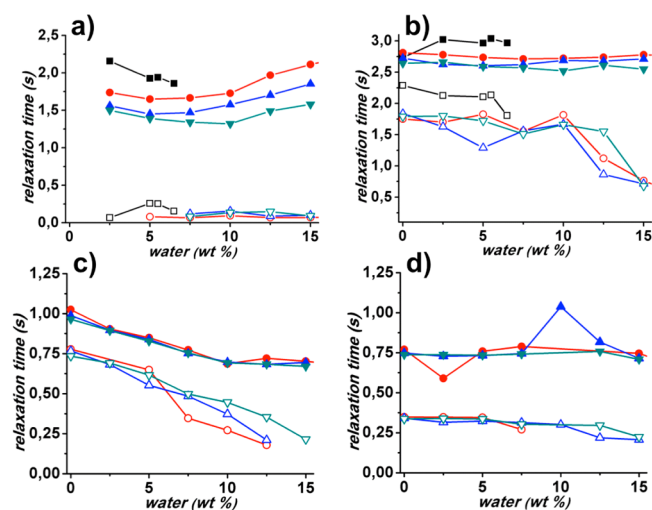 a)
relaxation time (s)
2,5
2,0
1,5
1,0
0,5
0,0
0 5 10 15
water (wt %)
b)
relaxation time (s)
3,0
2,5
2,0
1,5
1,0
0,5
0 5 10 15
water (wt %)
c)
relaxation time (s)
1,25
1,00
0,75
0,50
0,25
0,00
0 5 10 15
water (wt %)
d)
relaxation time (s)
1,25
1,00
0,75
0,50
0,25
0,00
0 5 10 15
water (wt %)